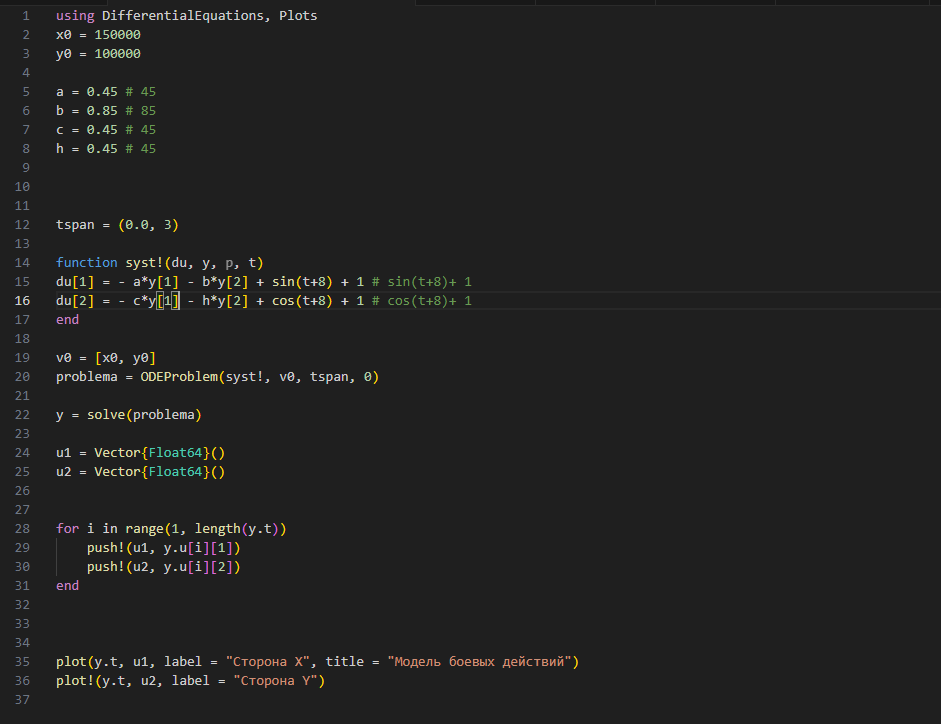 1 using DifferentialEquations, Plots
2 x0 = 150000
3 y0 = 100000
4
5 a = 0.45 # 45
6 b = 0.85 # 85
7 c = 0.45 # 45
8 h = 0.45 # 45
9
10
11
12 tspan = (0.0, 3)
13
14 function syst!(du, y, p, t)
15 du[1] = - a*y[1] - b*y[2] + sin(t+8) + 1 # sin(t+8)+ 1
16 du[2] = - c*y[1] - h*y[2] + cos(t+8) + 1 # cos(t+8)+ 1
17 end
18
19 v0 = [x0, y0]
20 problema = ODEProblem(syst!, v0, tspan, 0)
21
22 y = solve(problema)
23
24 u1 = Vector{Float64}()
25 u2 = Vector{Float64}()
26
27
28 for i in range(1, length(y.t))
29     push!(u1, y.u[i][1])
30     push!(u2, y.u[i][2])
31 end
32
33
34
35 plot(y.t, u1, label = "Сторона X", title = "Модель боевых действий")
36 plot!(y.t, u2, label = "Сторона Y")
37